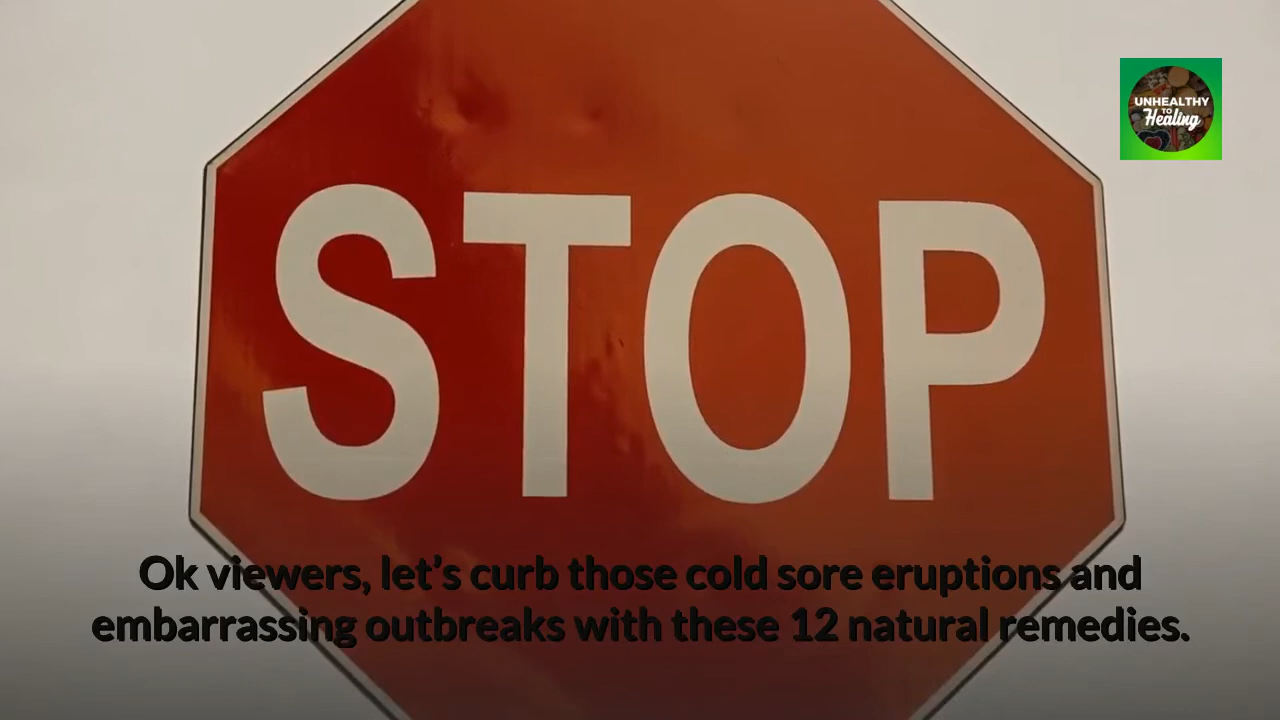 UNHEALTHY
TO
Healing
STOP
Ok viewers, let’s curb those cold sore eruptions and
embarrassing outbreaks with these 12 natural remedies.